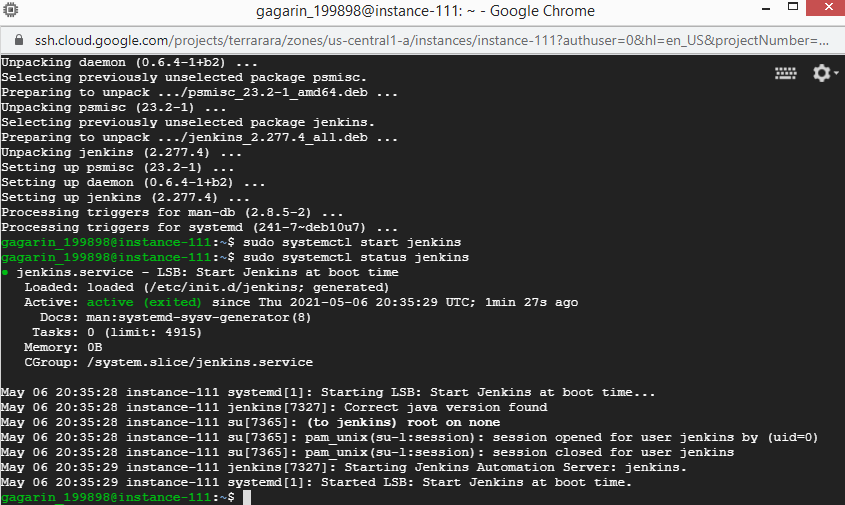 gagarin_199898@instance-111: ~ - Google Chrome
ssh.cloud.google.com/projects/terrarara/zones/us-central1-a/instances/instance-111?authuser=0&hl=en_US&projectNumber=...
Unpacking daemon (0.6.4-1+b2) ...
Selecting previously unselected package psmisc.
Preparing to unpack .../psmisc_23.2-1_amd64.deb ...
Unpacking psmisc (23.2-1) ...
Selecting previously unselected package jenkins.
Preparing to unpack .../jenkins_2.277.4_all.deb ...
Unpacking jenkins (2.277.4) ...
Setting up psmisc (23.2-1) ...
Setting up daemon (0.6.4-1+b2) ...
Setting up jenkins (2.277.4) ...
Processing triggers for man-db (2.8.5-2) ...
Processing triggers for systemd (241-7~deb10u7) ...
gagarin_199898@instance-111:~$ sudo systemctl start jenkins
gagarin_199898@instance-111:~$ sudo systemctl status jenkins
● jenkins.service - LSB: Start Jenkins at boot time
   Loaded: loaded (/etc/init.d/jenkins; generated)
   Active: active (exited) since Thu 2021-05-06 20:35:29 UTC; 1min 27s ago
     Docs: man:systemd-sysv-generator(8)
    Tasks: 0 (limit: 4915)
   Memory: 0B
   CGroup: /system.slice/jenkins.service
May 06 20:35:28 instance-111 systemd[1]: Starting LSB: Start Jenkins at boot time...
May 06 20:35:28 instance-111 jenkins[7327]: Correct java version found
May 06 20:35:28 instance-111 su[7365]: (to jenkins) root on none
May 06 20:35:28 instance-111 su[7365]: pam_unix(su-l:session): session opened for user jenkins by (uid=0)
May 06 20:35:28 instance-111 su[7365]: pam_unix(su-l:session): session closed for user jenkins
May 06 20:35:29 instance-111 jenkins[7327]: Starting Jenkins Automation Server: jenkins.
May 06 20:35:29 instance-111 systemd[1]: Started LSB: Start Jenkins at boot time.
gagarin_199898@instance-111:~$